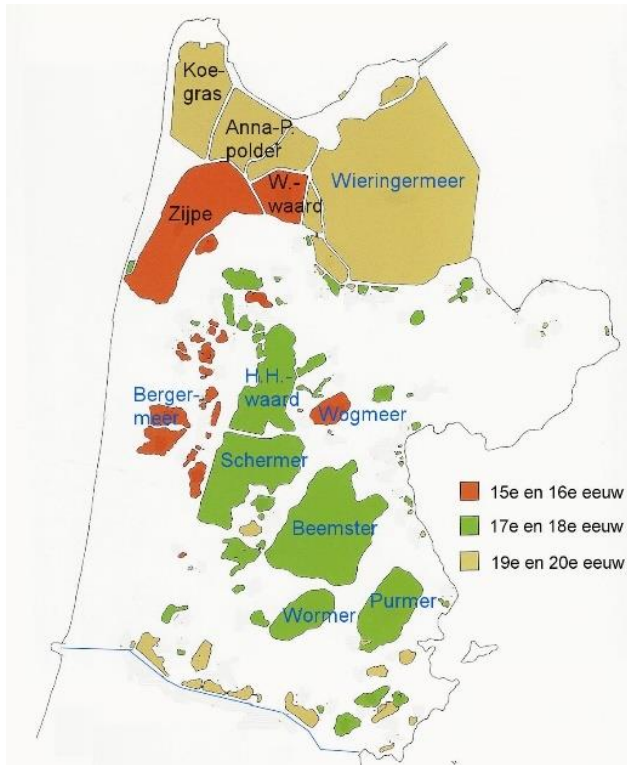 Koe-
gras
Anna-P.
polder
W.-
waard
Wieringermeer
Zijpe
H.H.-
waard
Berger-
meer
Wogmeer
Schermer
15e en 16e eeuw
Beemster
17e en 18e eeuw
19e en 20e eeuw
Purmer
Wormer